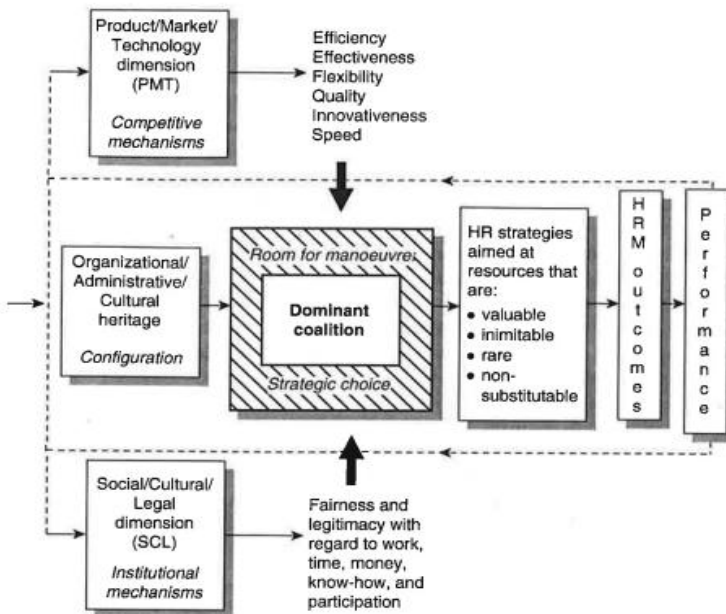 Product/Market/
Technology
dimension
(PMT)
Competitive
mechanisms
Efficiency
Effectiveness
Flexibility
Quality
Innovativeness
Speed
Organizational/
Administrative/
Cultural
heritage
Configuration
Room for manoeuvre:
Dominant
coalition
Strategic choice
HR strategies
aimed at
resources that
are:
• valuable
• inimitable
• rare
• non-
substitutable
HRM outcomes
Performance
Social/Cultural/
Legal
dimension
(SCL)
Institutional
mechanisms
Fairness and
legitimacy with
regard to work,
time, money,
know-how, and
participation